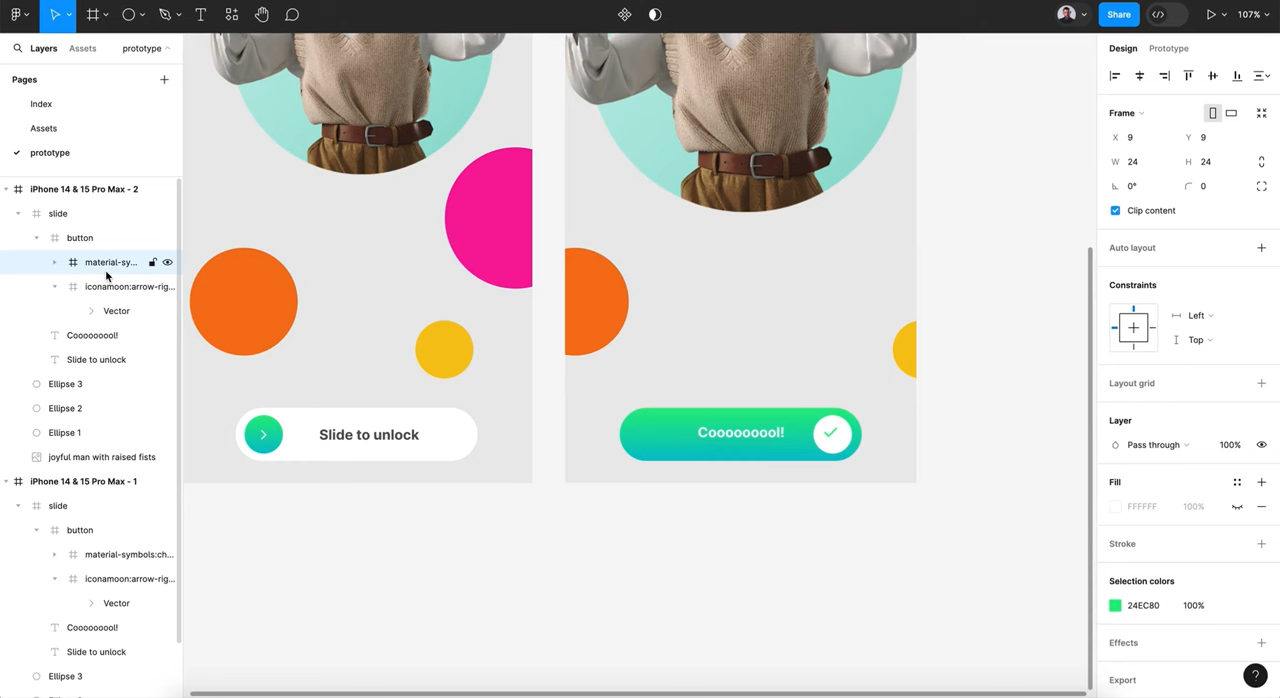 Share
107%
Layers
Assets
prototype
Pages
Index
Assets
prototype
iPhone 14 & 15 Pro Max - 2
slide
button
material-sy...
iconamoon:arrow-rig...
Vector
Cooooooool!
Slide to unlock
Ellipse 3
Ellipse 2
Ellipse 1
joyful man with raised fists
iPhone 14 & 15 Pro Max - 1
slide
button
material-symbols:ch...
iconamoon:arrow-rig...
Vector
Cooooooool!
Slide to unlock
Ellipse 3
Slide to unlock
Cooooooool!
Design
Prototype
Frame
X 9 Y 9
W 24 H 24
0° 0
Clip content
Auto layout
Constraints
Left
Top
Layout grid
Layer
Pass through 100%
Fill
FFFFFF 100%
Stroke
Selection colors
24EC80 100%
Effects
Export
?